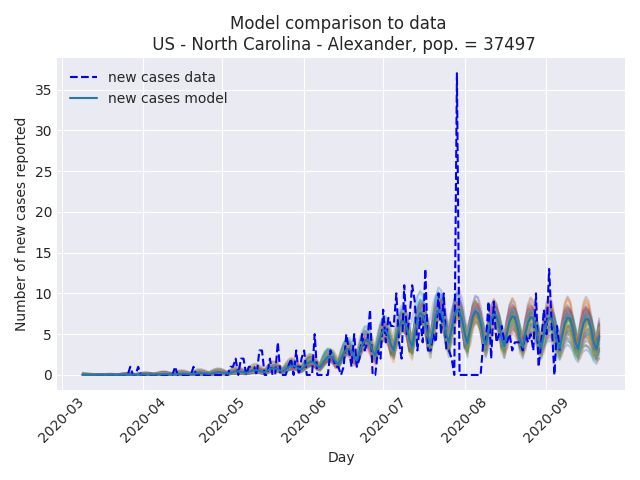 Model comparison to data
US - North Carolina - Alexander, pop. = 37497
new cases data
new cases model
Number of new cases reported
35
30
25
20
15
10
5
0
2020-03
2020-04
2020-05
2020-06
2020-07
2020-08
2020-09
Day